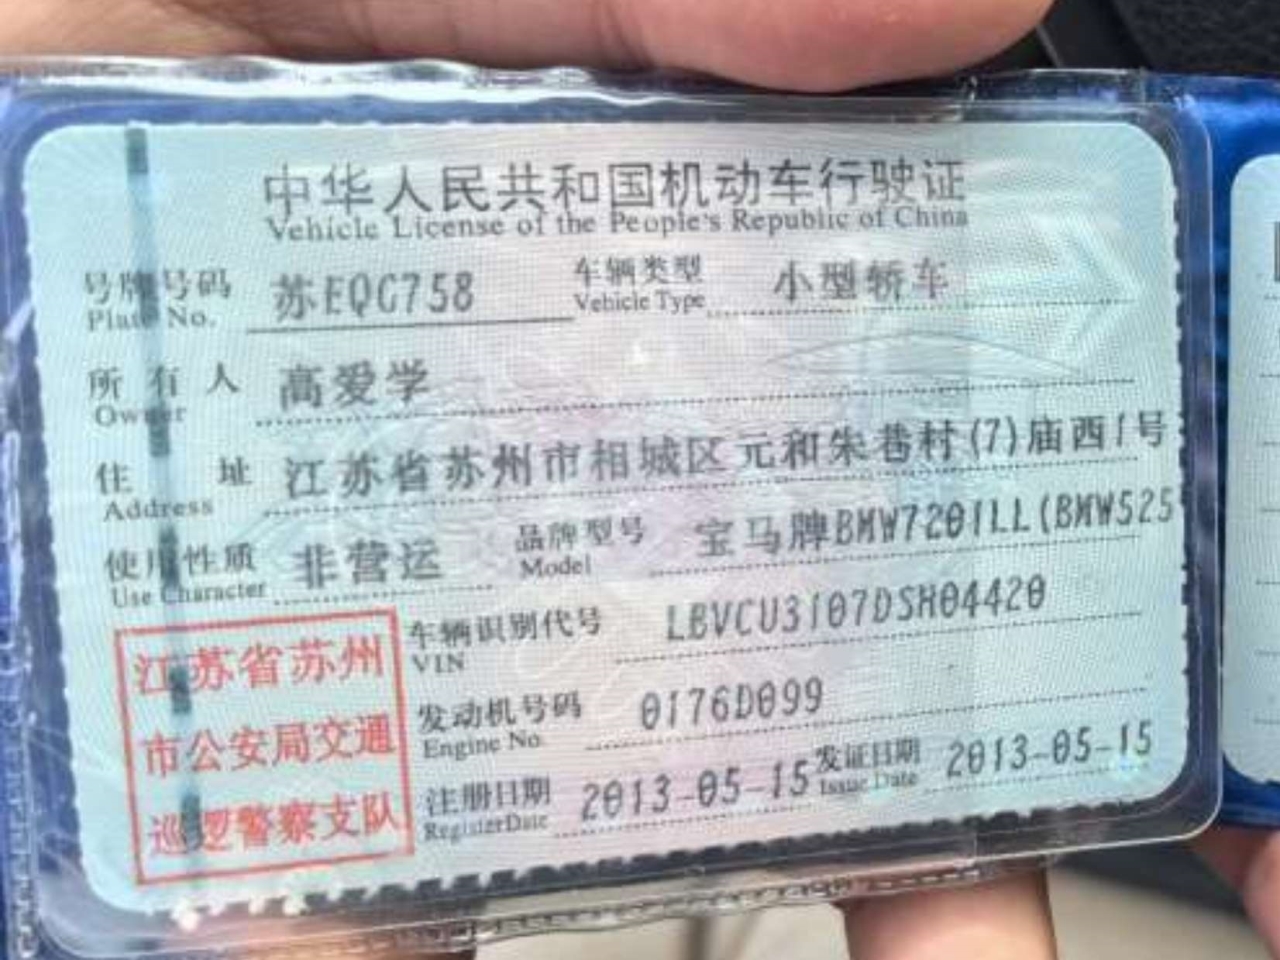 中华人民共和国机动车行驶证
Vehicle License of the People's Republic of China
号牌号码 苏EQC758 车辆类型 小型轿车
Plate No. Vehicle Type
所有人 高爱学
Owner
住址 江苏省苏州市相城区元和朱巷村(7)庙西1号
Address
使用性质 非营运 品牌型号 宝马牌BMW7201LL(BMW525
Use Character Model
车辆识别代号 LBVCU3107DSH04420
VIN
发动机号码 0176D099
Engine No.
注册日期 2013-05-15 发证日期 2013-05-15
RegisterDate Issue Date
江苏省苏州
市公安局交通
巡逻警察支队